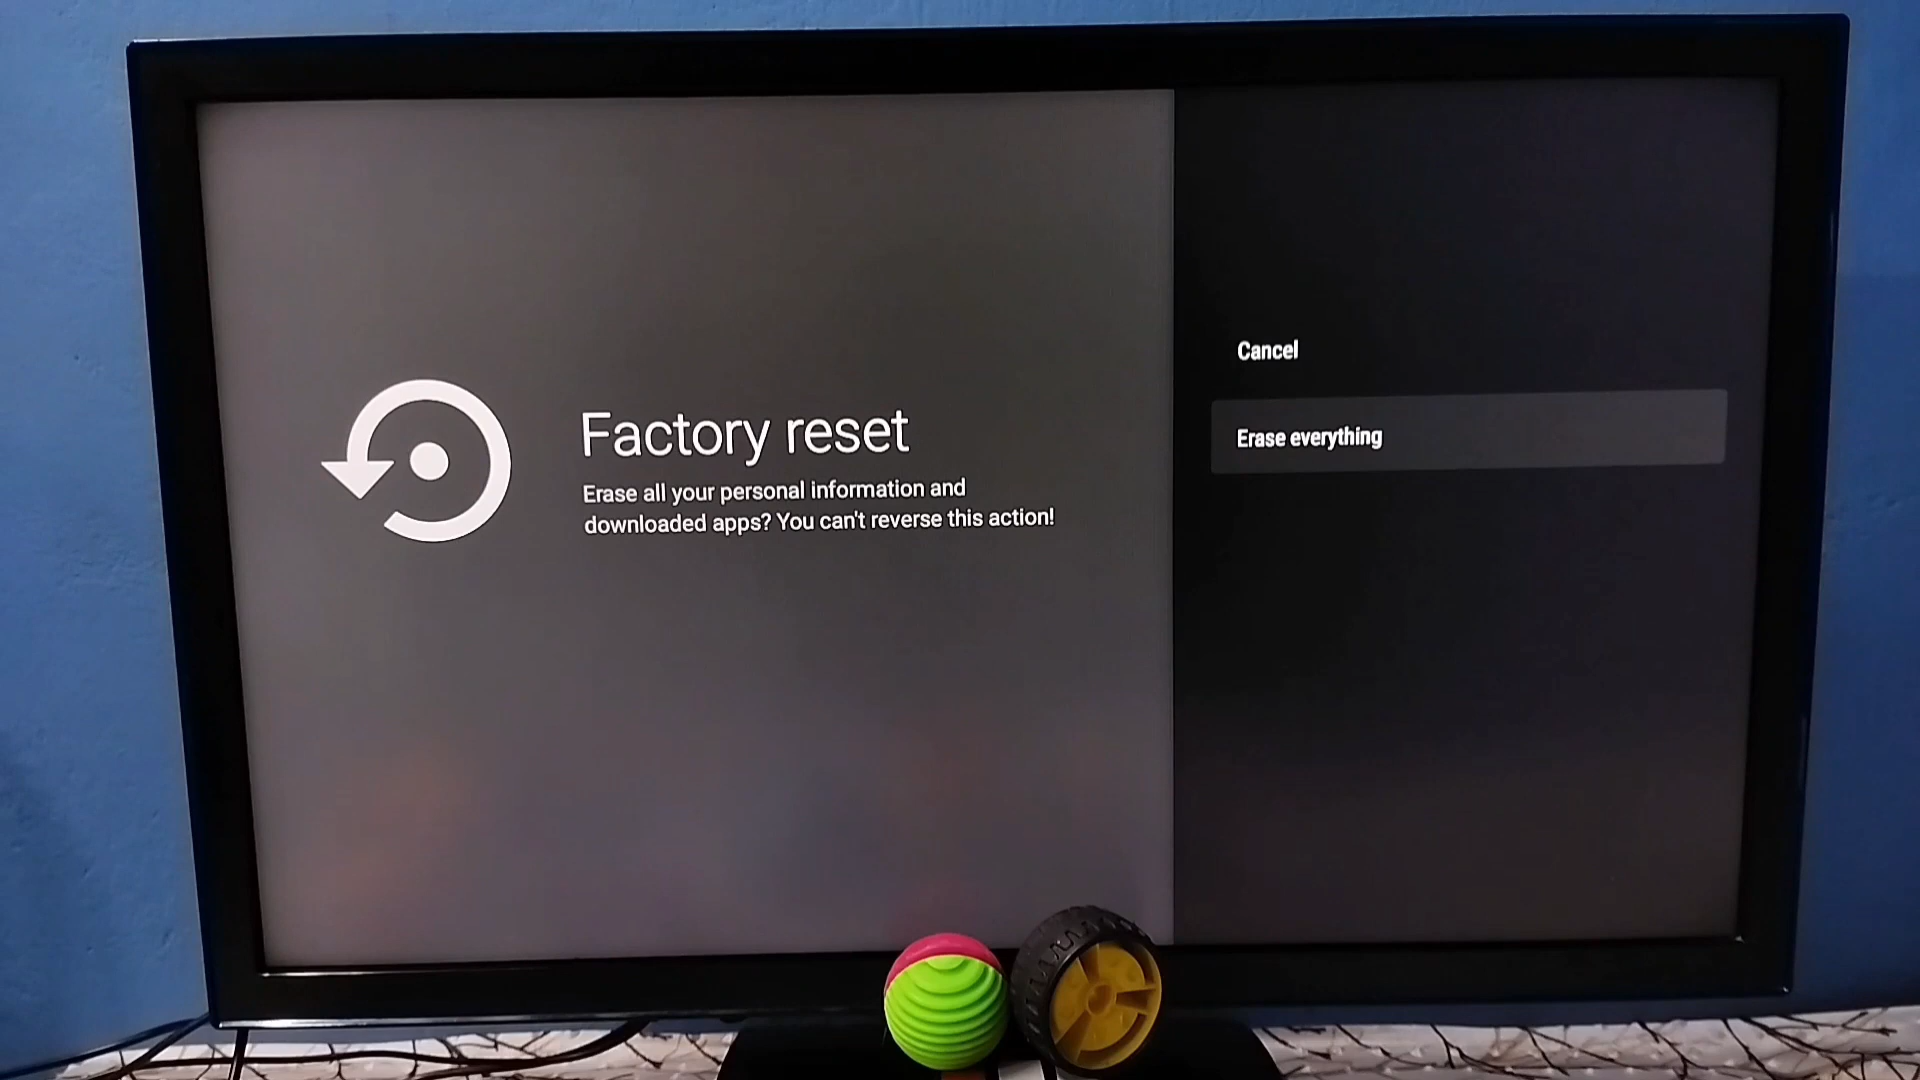 Factory reset
Erase all your personal information and
downloaded apps? You can't reverse this action!
Cancel
Erase everything